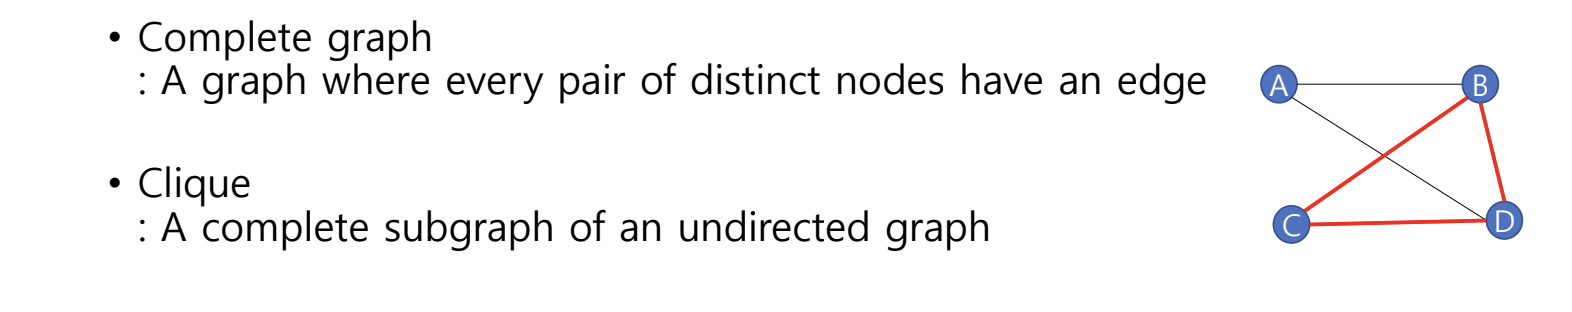 • Complete graph
: A graph where every pair of distinct nodes have an edge
A
B
• Clique
: A complete subgraph of an undirected graph
C
D